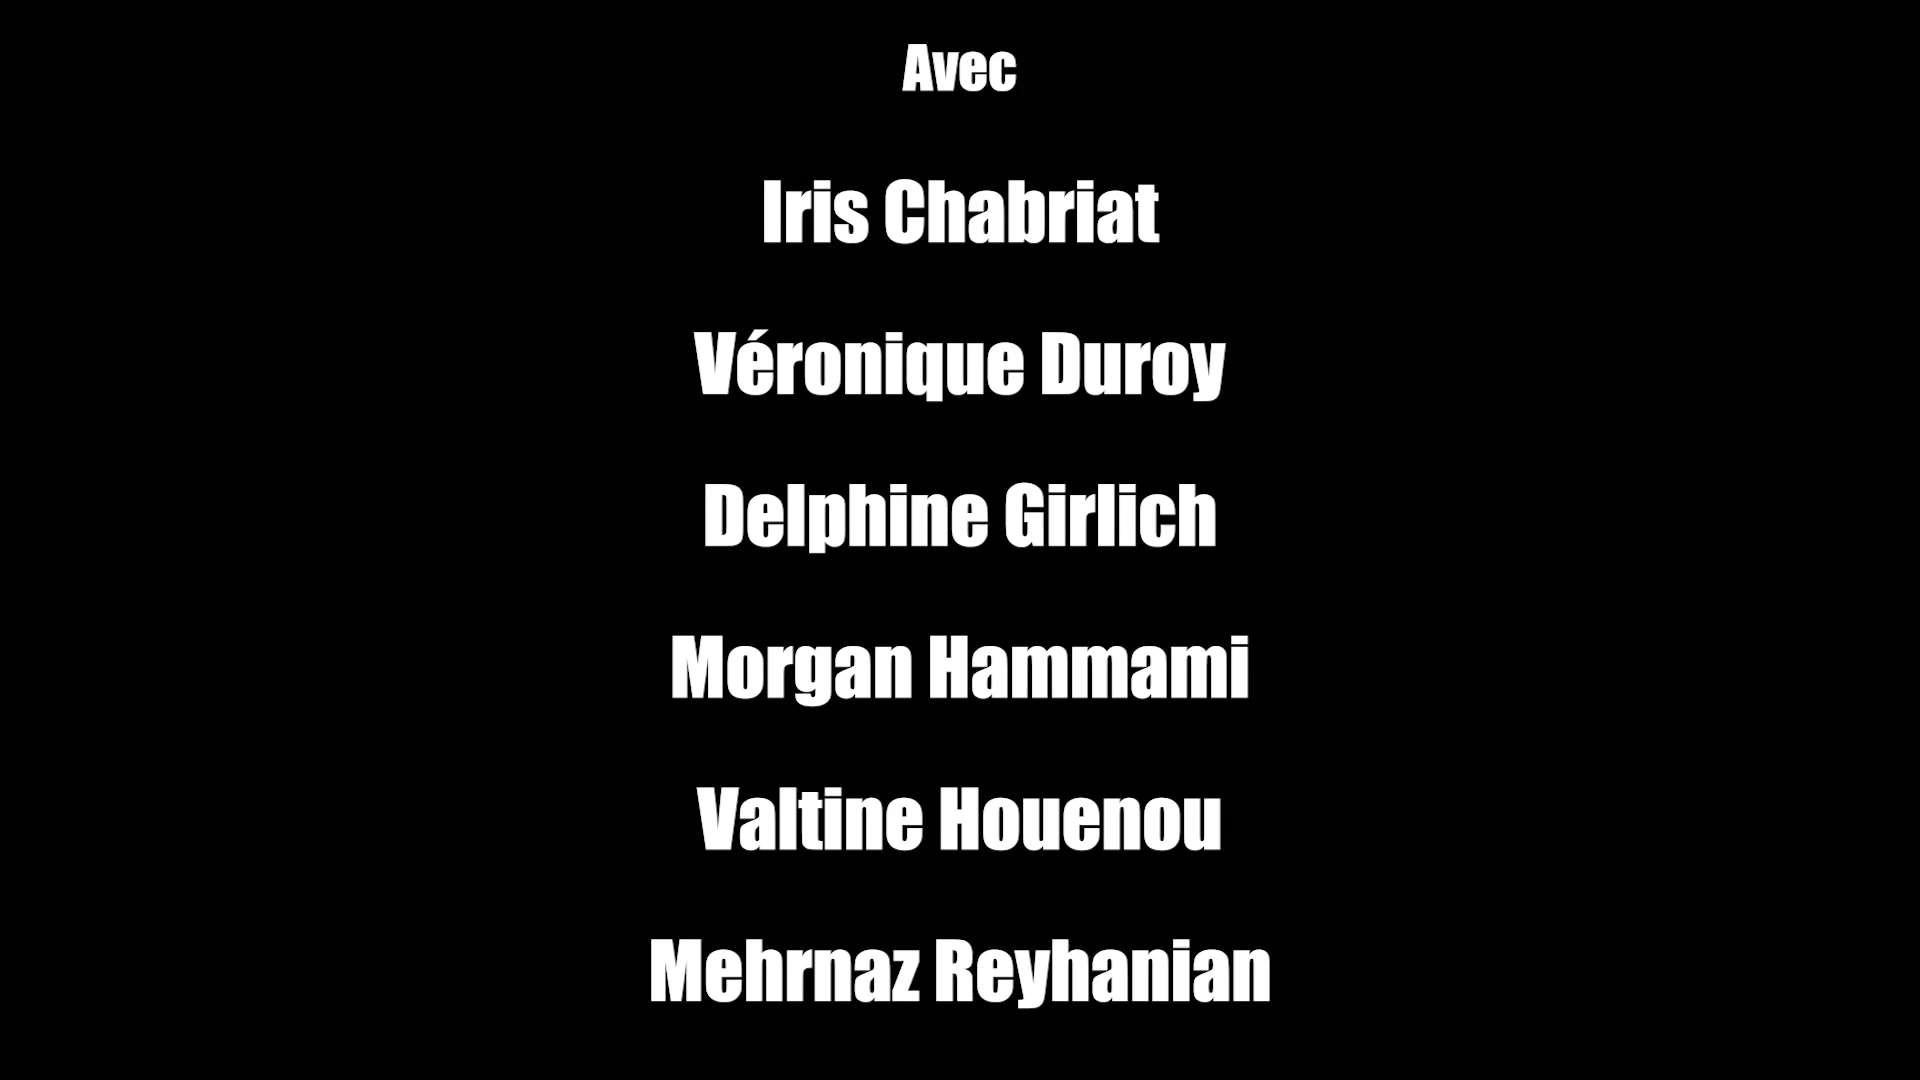 Avec
Iris Chabriat
Véronique Duroy
Delphine Girlich
Morgan Hammami
Valtine Houenou
Mehrnaz Reyhanian